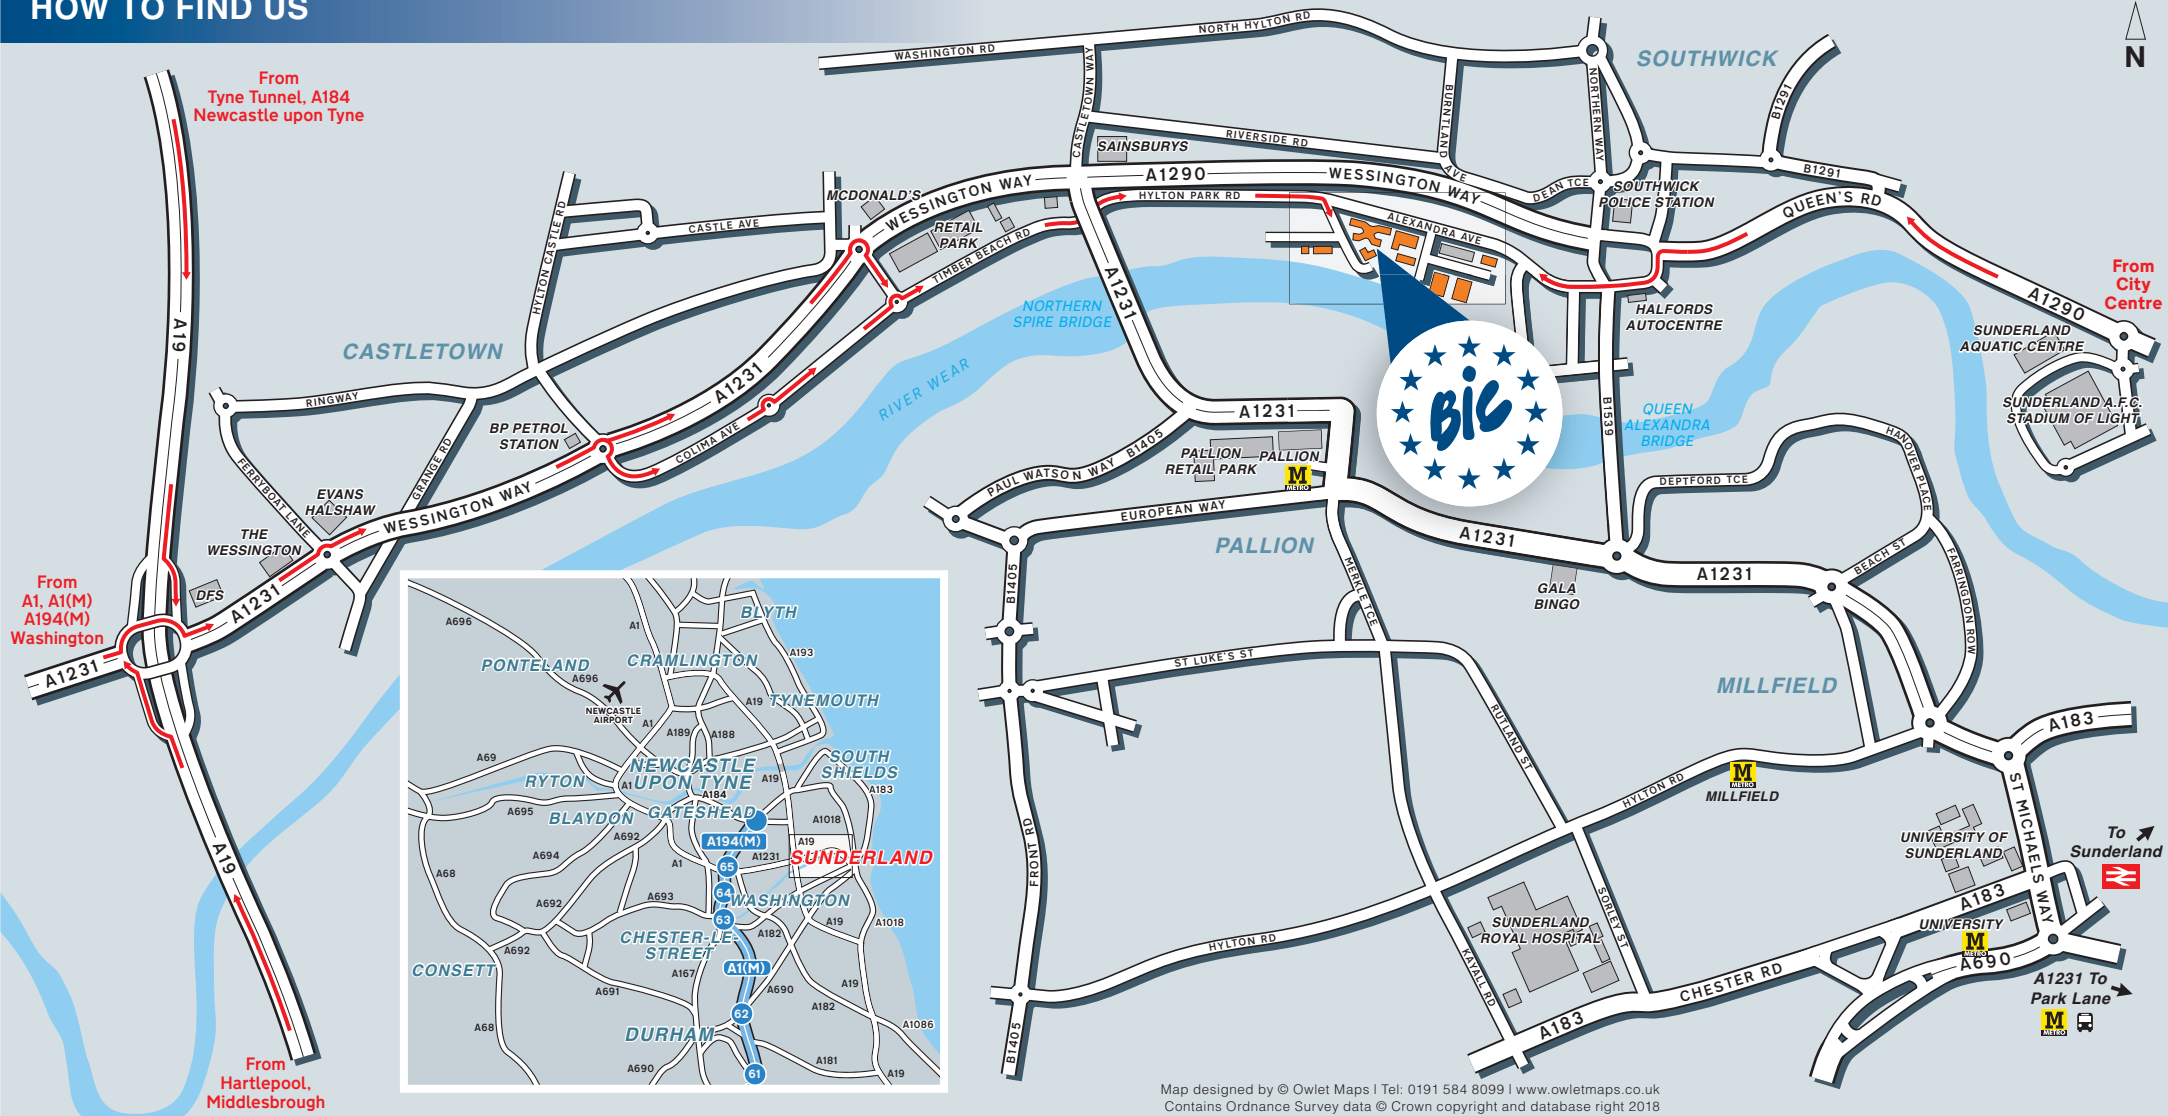 HOW TO FIND US
N
From
Tyne Tunnel, A184
Newcastle upon Tyne
WASHINGTON RD
NORTH HYLTON RD
SOUTHWICK
CASTLETOWN WAY
BURNTLAND AVE
NORTHERN WAY
B1291
RIVERSIDE RD
SAINSBURYS
A1290
WESSINGTON WAY
DEAN TCE
B1291
SOUTHWICK
POLICE STATION
QUEEN'S RD
MCDONALD'S
WESSINGTON WAY
HYLTON PARK RD
ALEXANDRA AVE
RETAIL
PARK
TIMBER BEACH RD
CASTLE AVE
HYLTON CASTLE RD
From
City
Centre
A1290
A1231
NORTHERN
SPIRE BRIDGE
HALFORDS
AUTOCENTRE
SUNDERLAND
AQUATIC CENTRE
A19
CASTLETOWN
RIVER WEAR
A1231
RINGWAY
BP PETROL
STATION
COLIMA AVE
A1231
BIC
B1539
QUEEN
ALEXANDRA
BRIDGE
SUNDERLAND A.F.C.
STADIUM OF LIGHT
FERRYBOAT LANE
GRANGE RD
EVANS
HALSHAW
WESSINGTON WAY
THE
WESSINGTON
PAUL WATSON WAY B1405
PALLION
RETAIL PARK
PALLION
M
METRO
EUROPEAN WAY
PALLION
A1231
DEPTFORD TCE
HANOVER PLACE
BEACH ST
FARRINGDON ROW
From
A1, A1(M)
A194(M)
Washington
DFS
A1231
A1231
B1405
MERKLE TCE
GALA
BINGO
A1231
ST LUKE'S ST
MILLFIELD
A183
RUTLAND ST
HYLTON RD
M
METRO
MILLFIELD
ST MICHAELS WAY
UNIVERSITY OF
SUNDERLAND
To
Sunderland
A19
FRONT RD
SORLEY ST
SUNDERLAND
ROYAL HOSPITAL
HYLTON RD
KAYALL RD
A183
UNIVERSITY
M
METRO
A690
CHESTER RD
A183
A1231 To
Park Lane
M
METRO
B1405
From
Hartlepool,
Middlesbrough
A696
A1
BLYTH
PONTELAND
CRAMLINGTON
A193
A696
NEWCASTLE
AIRPORT
A1
A19
TYNEMOUTH
A189
A188
A69
NEWCASTLE
UPON TYNE
SOUTH
SHIELDS
RYTON
A1
A19
A183
A184
A695
BLAYDON
GATESHEAD
A1018
A692
A194(M)
A19
A694
A1
65
A1231
SUNDERLAND
A68
64
A693
WASHINGTON
A692
63
A19
A1018
A182
CHESTER-LE-
STREET
A692
CONSETT
A167
A1(M)
A691
A690
A19
A182
62
A68
DURHAM
A1086
A690
A181
61
A19
Map designed by © Owlet Maps | Tel: 0191 584 8099 | www.owletmaps.co.uk
Contains Ordnance Survey data © Crown copyright and database right 2018